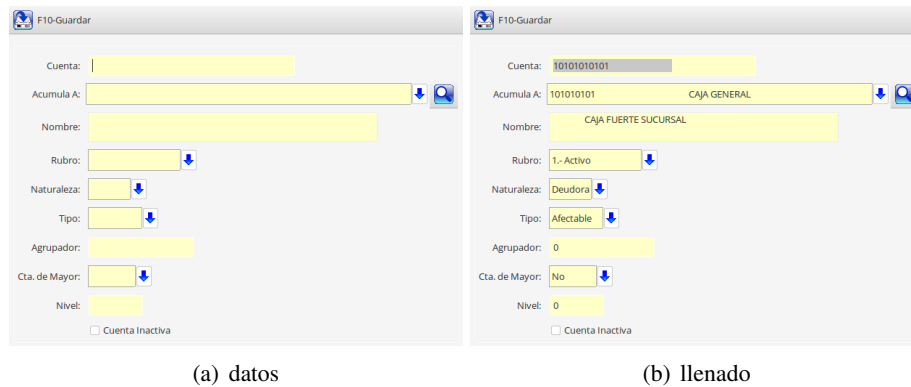 F10-Guardar
Cuenta:
Acumula A:
Nombre:
Rubro:
Naturaleza:
Tipo:
Agrupador:
Cta. de Mayor:
Nivel:
Cuenta Inactiva
(a) datos
F10-Guardar
Cuenta: 10101010101
Acumula A: 101010101 CAJA GENERAL
Nombre: CAJA FUERTE SUCURSAL
Rubro: 1.- Activo
Naturaleza: Deudora
Tipo: Afectable
Agrupador: 0
Cta. de Mayor: No
Nivel: 0
Cuenta Inactiva
(b) llenado